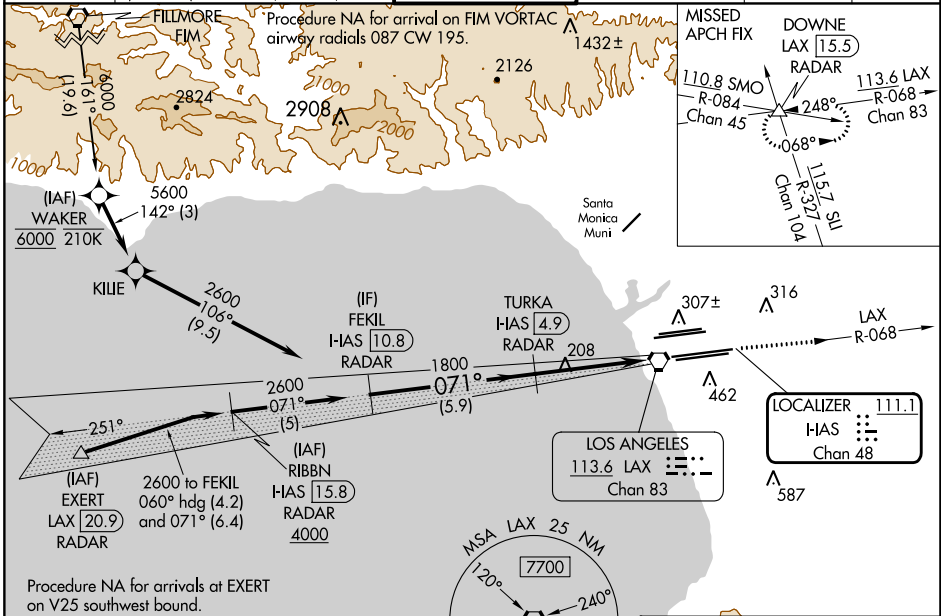 FILLMORE
FIM
Procedure NA for arrival on FIM VORTAC
airway radials 087 CW 195.
1432±
2126
6000
161°
(19.6)
2824
2908
1000
2000
1000
MISSED
APCH FIX
DOWNE
LAX 15.5
RADAR
110.8 SMO
R-084
Chan 45
113.6 LAX
R-068
Chan 83
248°
068°
115.7 SLI
R-327
Chan 104
(IAF)
WAKER
6000 210K
5600
142° (3)
KILIE
Santa
Monica
Muni
2600
106°
(9.5)
(IF)
FEKIL
I-IAS 10.8
RADAR
TURKA
I-IAS 4.9
RADAR
307±
316
LAX
R-068
208
1800
071°
(5.9)
2600
071°
(5)
251°
462
LOCALIZER 111.1
I-IAS
Chan 48
LOS ANGELES
113.6 LAX
Chan 83
587
(IAF)
EXERT
LAX 20.9
RADAR
2600 to FEKIL
060° hdg (4.2)
and 071° (6.4)
(IAF)
RIBBN
I-IAS 15.8
RADAR
4000
MSA LAX 25 NM
7700
120°
240°
Procedure NA for arrivals at EXERT
on V25 southwest bound.